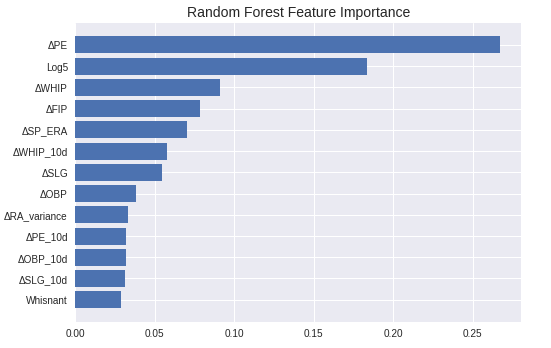 Random Forest Feature Importance
ΔPE
Log5
ΔWHIP
ΔFIP
ΔSP_ERA
ΔWHIP_10d
ΔSLG
ΔOBP
ΔRA_variance
ΔPE_10d
ΔOBP_10d
ΔSLG_10d
Whisnant
0.00 0.05 0.10 0.15 0.20 0.25